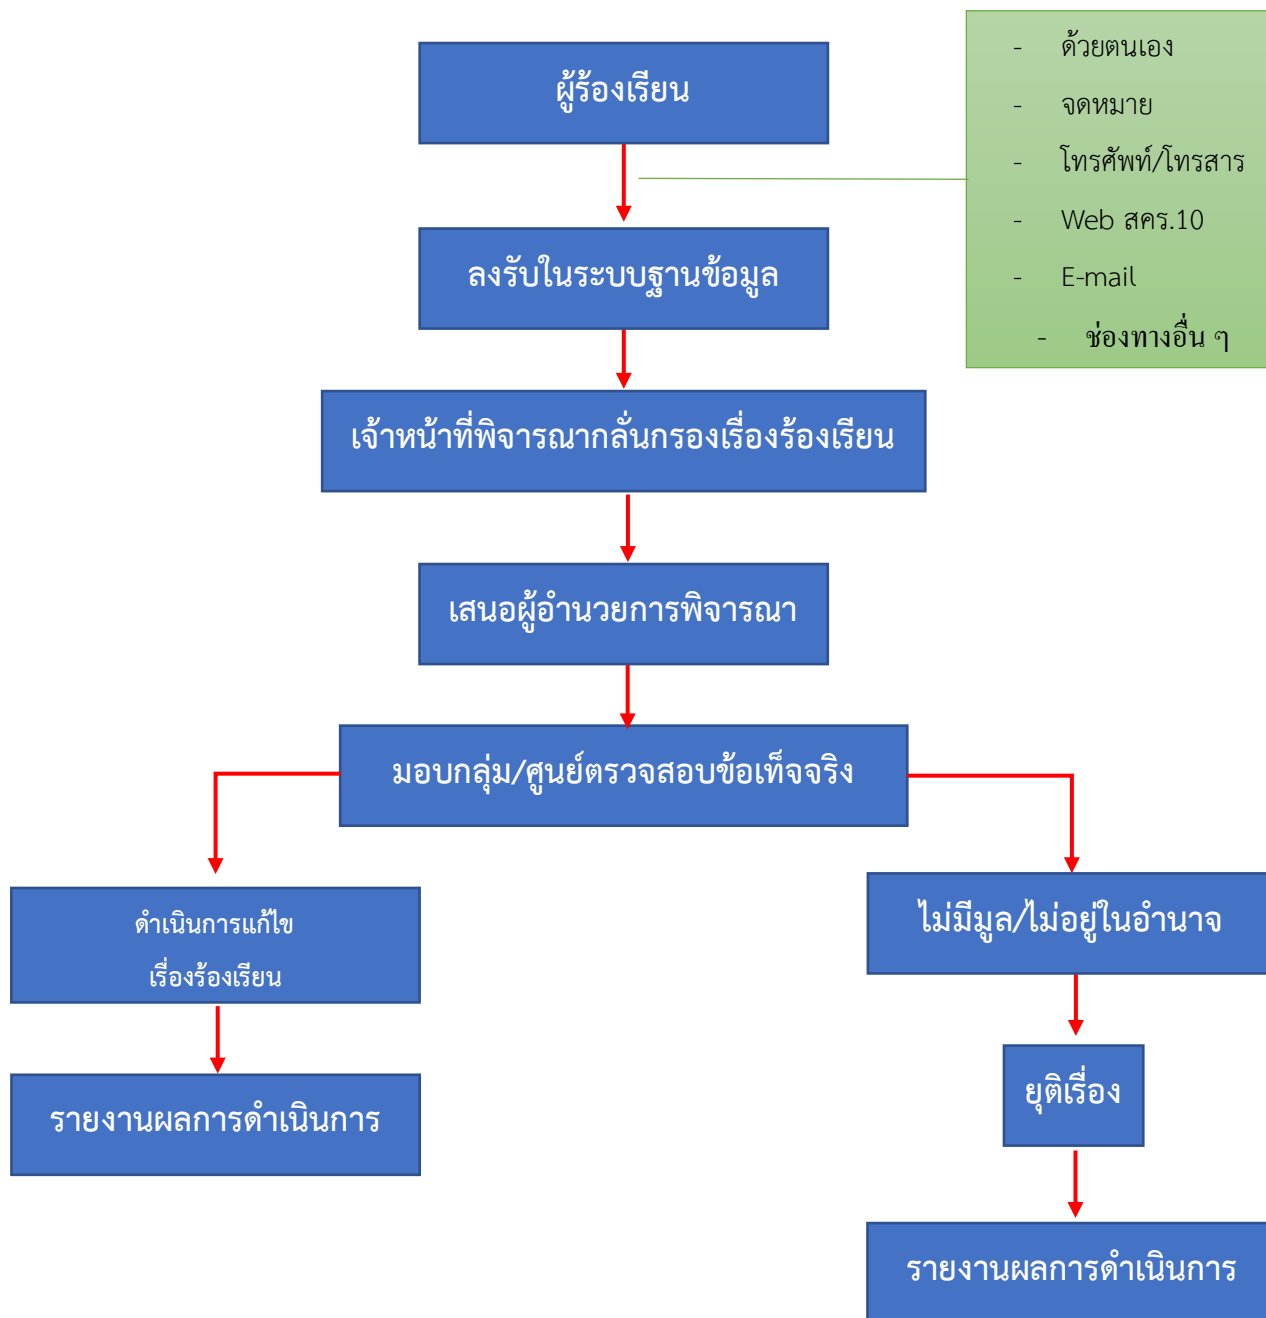 ผู้ร้องเรียน
- ด้วยตนเอง
- จดหมาย
- โทรศัพท์/โทรสาร
- Web สคร.10
- E-mail
- ช่องทางอื่น ๆ
ลงรับในระบบฐานข้อมูล
เจ้าหน้าที่พิจารณากลั่นกรองเรื่องร้องเรียน
เสนอผู้อำนวยการพิจารณา
มอบกลุ่ม/ศูนย์ตรวจสอบข้อเท็จจริง
ดำเนินการแก้ไข
เรื่องร้องเรียน
รายงานผลการดำเนินการ
ไม่มีมูล/ไม่อยู่ในอำนาจ
ยุติเรื่อง
รายงานผลการดำเนินการ